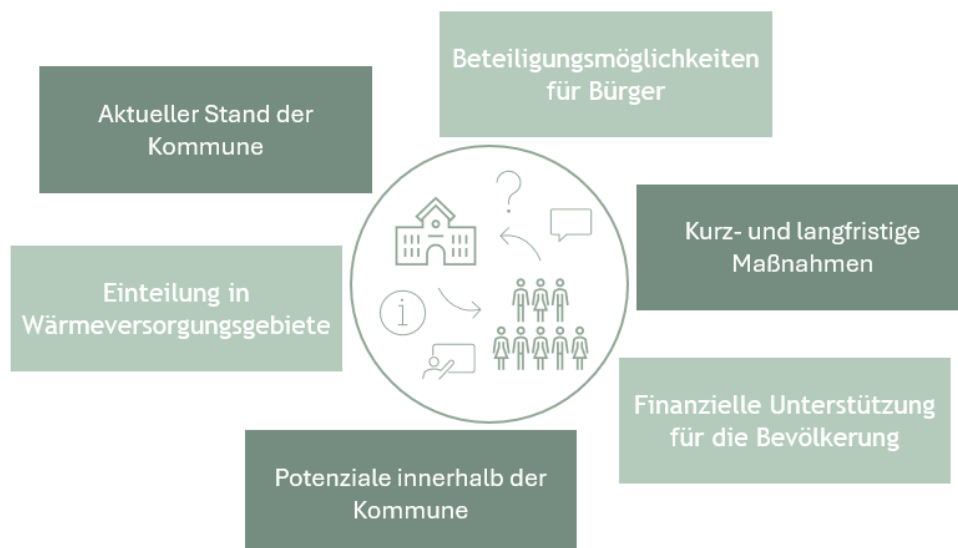 Beteiligungsmöglichkeiten
für Bürger
Aktueller Stand der
Kommune
Kurz- und langfristige
Maßnahmen
Einteilung in
Wärmeversorgungsgebiete
Finanzielle Unterstützung
für die Bevölkerung
Potenziale innerhalb der
Kommune